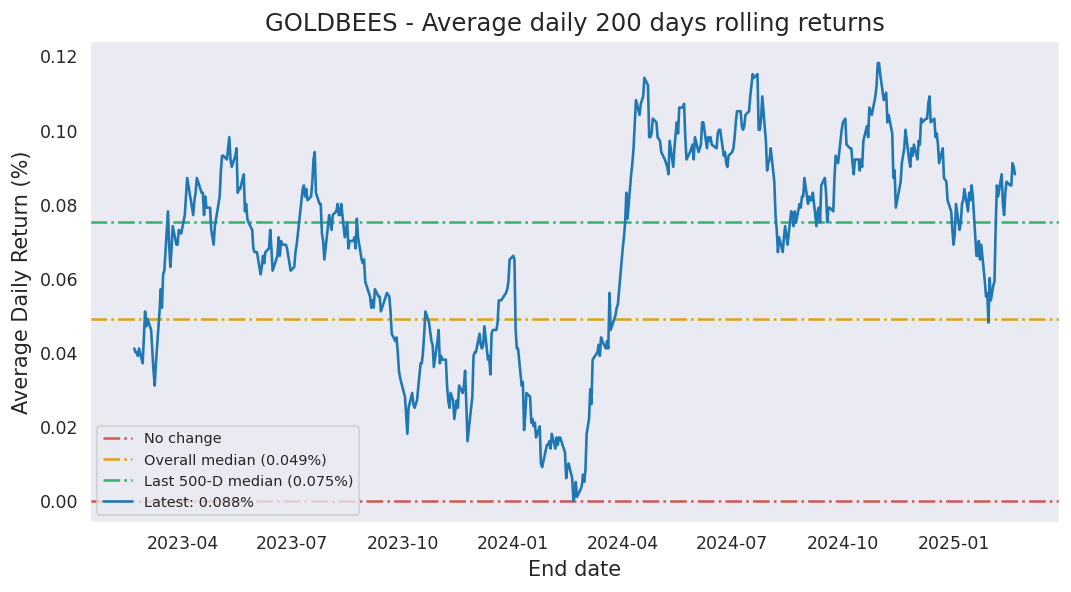 GOLDBEES - Average daily 200 days rolling returns
Average Daily Return (%)
0.12
0.10
0.08
0.06
0.04
0.02
0.00
No change
Overall median (0.049%)
Last 500-D median (0.075%)
Latest: 0.088%
2023-04 2023-07 2023-10 2024-01 2024-04 2024-07 2024-10 2025-01
End date